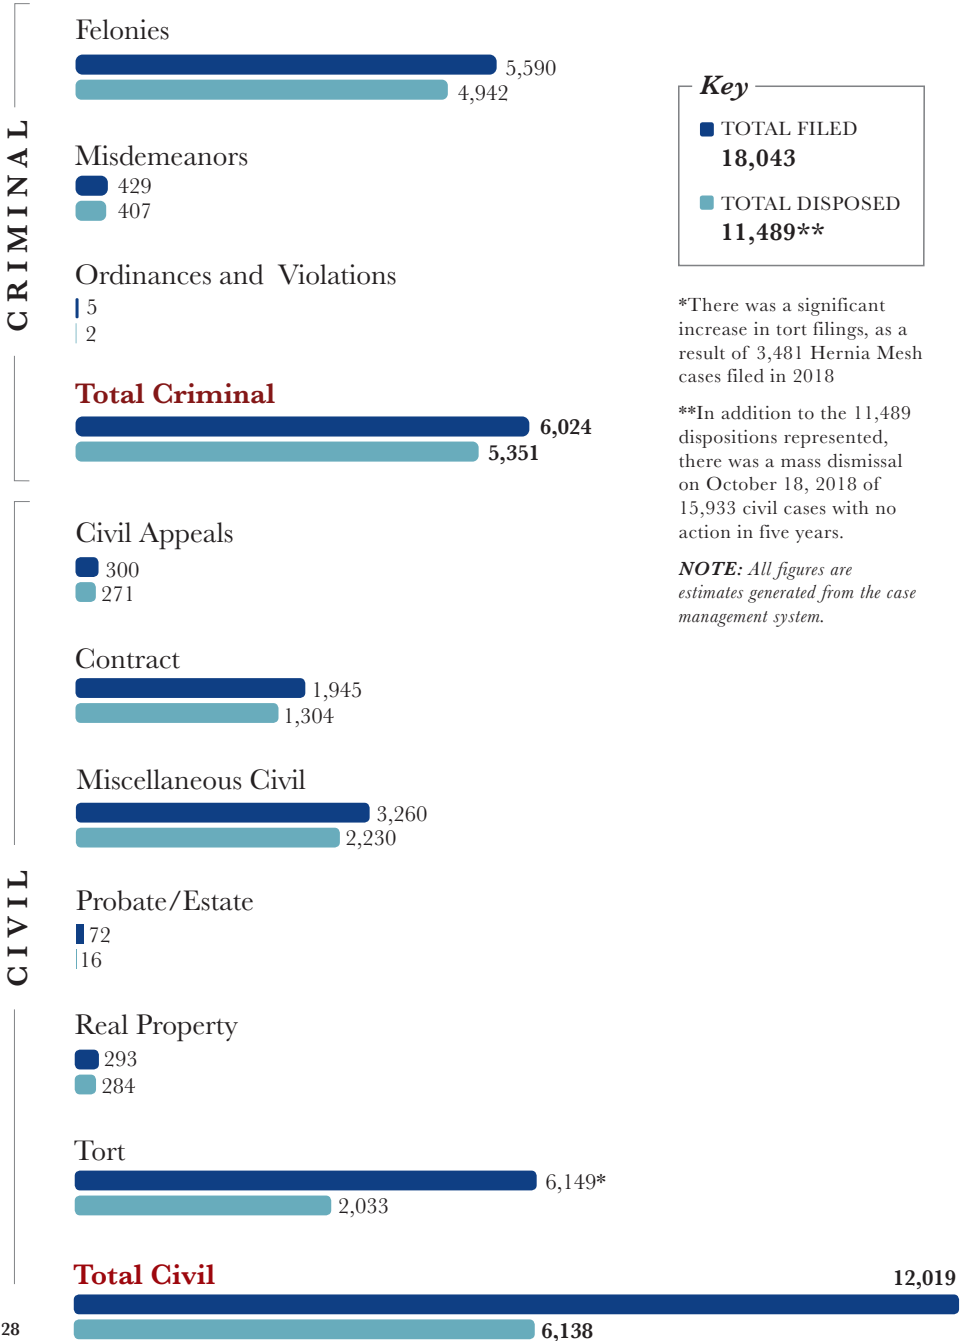 CRIMINAL
Felonies
5,590
4,942
Misdemeanors
429
407
Ordinances and Violations
5
2
Total Criminal
6,024
5,351
CIVIL
Civil Appeals
300
271
Contract
1,945
1,304
Miscellaneous Civil
3,260
2,230
Probate/Estate
72
16
Real Property
293
284
Tort
6,149*
2,033
Total Civil
12,019
6,138
Key
TOTAL FILED
18,043
TOTAL DISPOSED
11,489**
*There was a significant
increase in tort filings, as a
result of 3,481 Hernia Mesh
cases filed in 2018
**In addition to the 11,489
dispositions represented,
there was a mass dismissal
on October 18, 2018 of
15,933 civil cases with no
action in five years.
NOTE: All figures are
estimates generated from the case
management system.
28